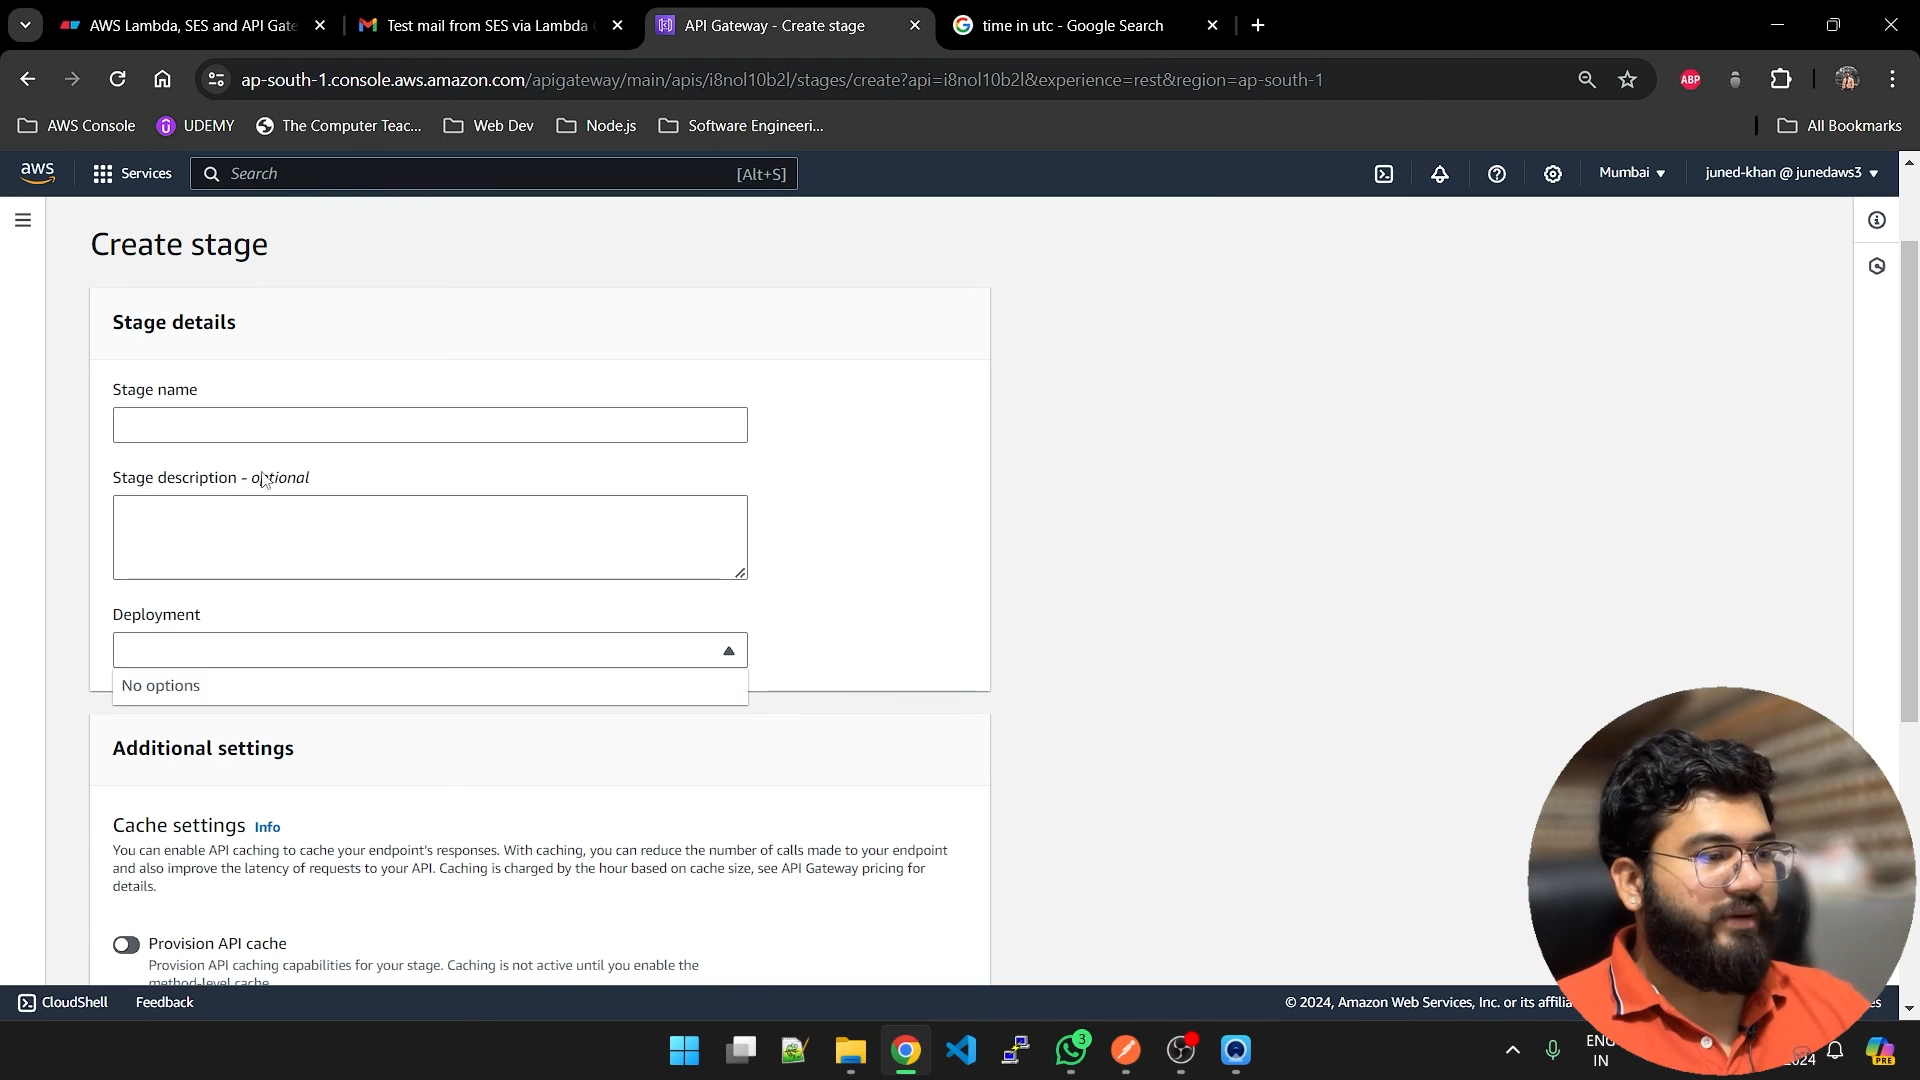 AWS Lambda, SES and API Gate
Test mail from SES via Lambda
API Gateway - Create stage
time in utc - Google Search
ap-south-1.console.aws.amazon.com/apigateway/main/apis/i8nol10b2l/stages/create?api=i8nol10b2l&experience=rest&region=ap-south-1
ABP
AWS Console
UDEMY
The Computer Teac...
Web Dev
Node.js
Software Engineeri...
All Bookmarks
aws
Services
Search
[Alt+S]
Mumbai
juned-khan @ junedaws3
Create stage
Stage details
Stage name
Stage description - optional
Deployment
No options
Additional settings
Cache settings Info
You can enable API caching to cache your endpoint's responses. With caching, you can reduce the number of calls made to your endpoint
and also improve the latency of requests to your API. Caching is charged by the hour based on cache size, see API Gateway pricing for
details.
Provision API cache
Provision API caching capabilities for your stage. Caching is not active until you enable the
method-level cache
CloudShell
Feedback
© 2024, Amazon Web Services, Inc. or its affilia
3
ENG
IN
2024
PRE